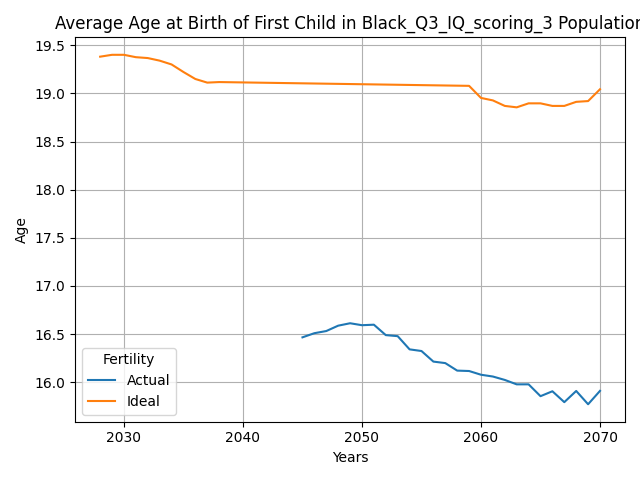 Average Age at Birth of First Child in Black_Q3_IQ_scoring_3 Population
19.5
19.0
18.5
18.0
17.5
17.0
16.5
16.0
Age
Fertility
Actual
Ideal
2030
2040
2050
2060
2070
Years